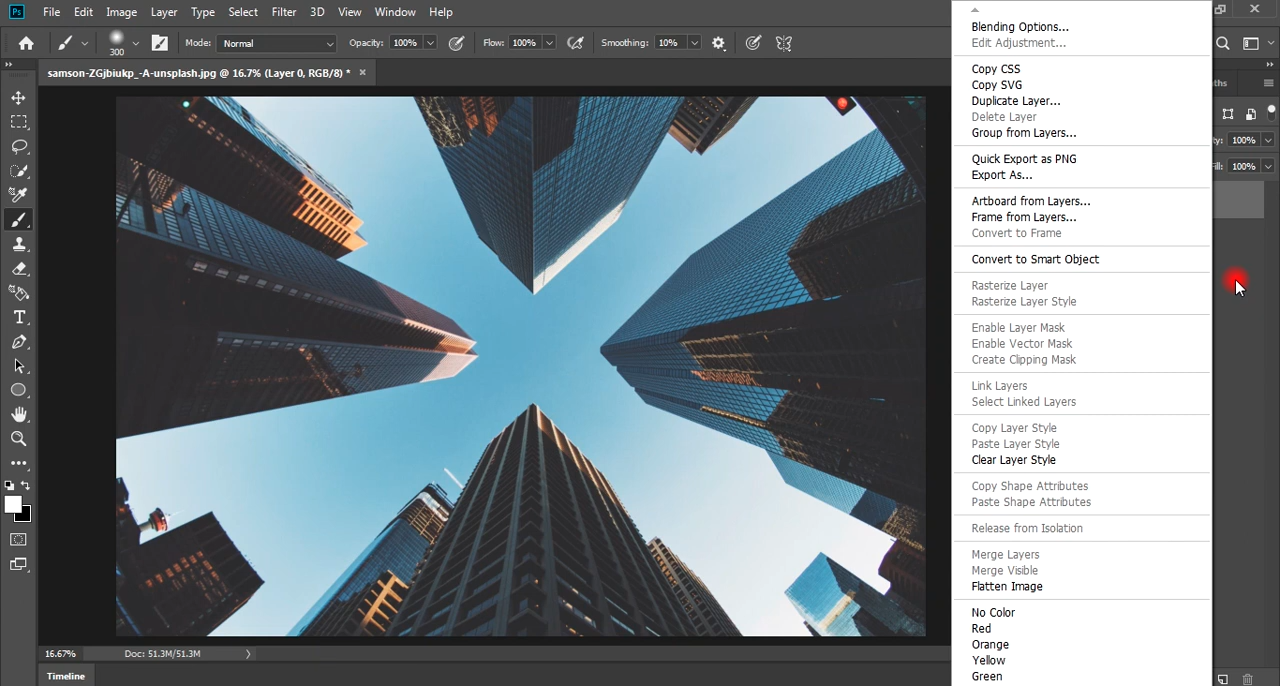 Ps File Edit Image Layer Type Select Filter 3D View Window Help
300 Mode: Normal Opacity: 100% Flow: 100% Smoothing: 10%
samson-ZGjbiukp_-A-unsplash.jpg @ 16.7% (Layer 0, RGB/8) * ×
Blending Options...
Edit Adjustment...
Copy CSS
Copy SVG
Duplicate Layer...
Delete Layer
Group from Layers...
Quick Export as PNG
Export As...
Artboard from Layers...
Frame from Layers...
Convert to Frame
Convert to Smart Object
Rasterize Layer
Rasterize Layer Style
Enable Layer Mask
Enable Vector Mask
Create Clipping Mask
Link Layers
Select Linked Layers
Copy Layer Style
Paste Layer Style
Clear Layer Style
Copy Shape Attributes
Paste Shape Attributes
Release from Isolation
Merge Layers
Merge Visible
Flatten Image
No Color
Red
Orange
Yellow
Green
ths
ty: 100%
ll: 100%
16.67% Doc: 51.3M/51.3M
Timeline